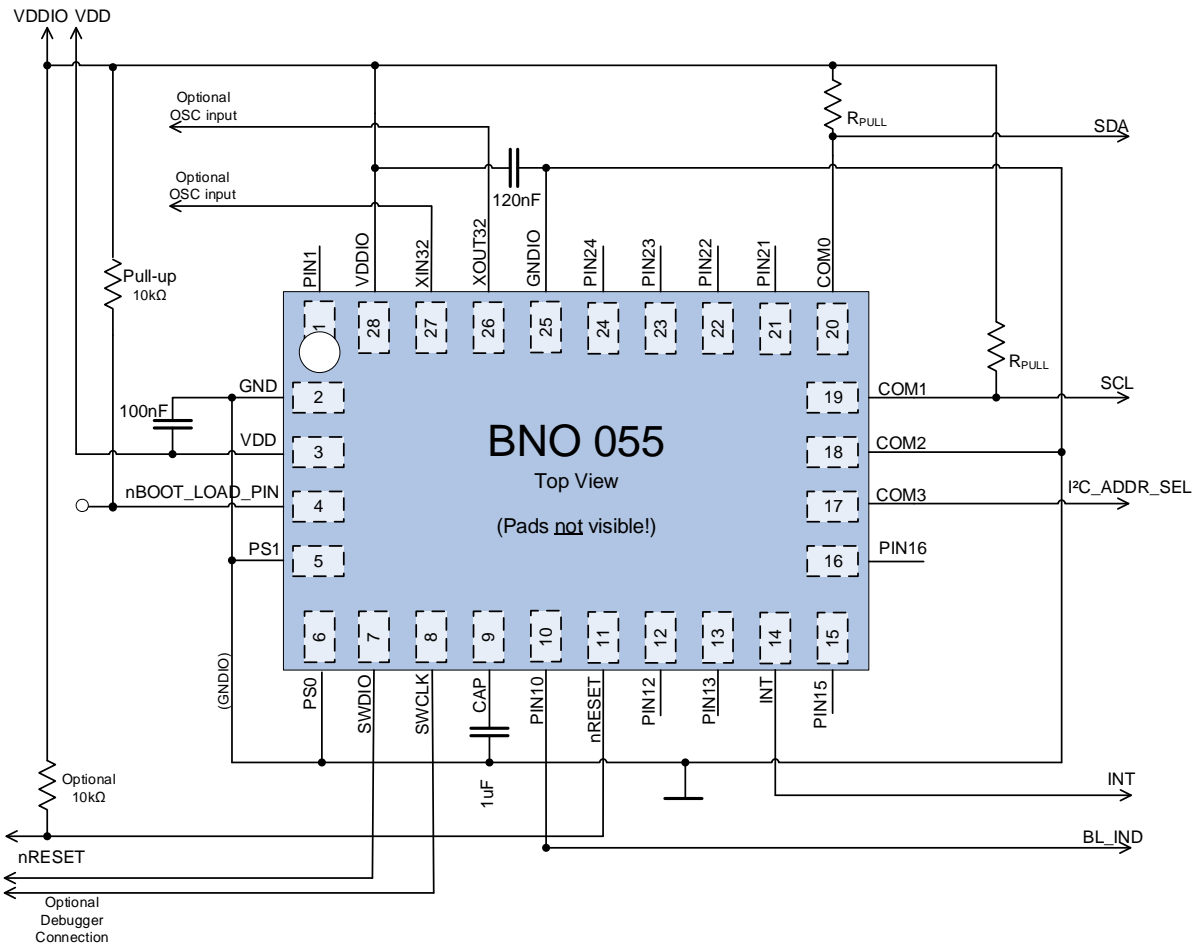 VDDIO VDD
Optional
OSC input
Optional
OSC input
120nF
R_PULL
SDA
Pull-up
10kΩ
PIN1
VDDIO
XIN32
XOUT32
GNDIO
PIN24
PIN23
PIN22
PIN21
COM0
1
28
27
26
25
24
23
22
21
20
R_PULL
GND
2
19
COM1
SCL
100nF
VDD
3
18
COM2
nBOOT_LOAD_PIN
4
17
COM3
I²C_ADDR_SEL
PS1
5
16
PIN16
BNO 055
Top View
(Pads not visible!)
6
7
8
9
10
11
12
13
14
15
(GNDIO)
PS0
SWDIO
SWCLK
CAP
PIN10
nRESET
PIN12
PIN13
INT
PIN15
Optional
10kΩ
1uF
INT
BL_IND
nRESET
Optional
Debugger
Connection